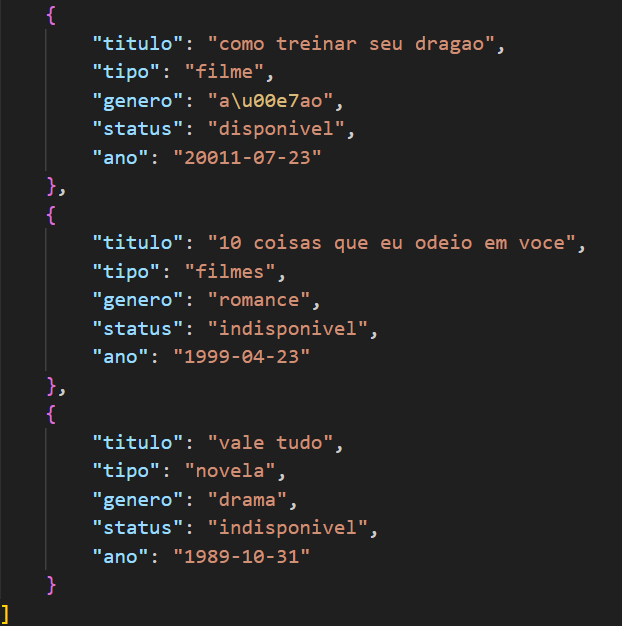 {
"titulo": "como treinar seu dragao",
"tipo": "filme",
"genero": "a\u00e7ao",
"status": "disponivel",
"ano": "20011-07-23"
},
{
"titulo": "10 coisas que eu odeio em voce",
"tipo": "filmes",
"genero": "romance",
"status": "indisponivel",
"ano": "1999-04-23"
},
{
"titulo": "vale tudo",
"tipo": "novela",
"genero": "drama",
"status": "indisponivel",
"ano": "1989-10-31"
}
]